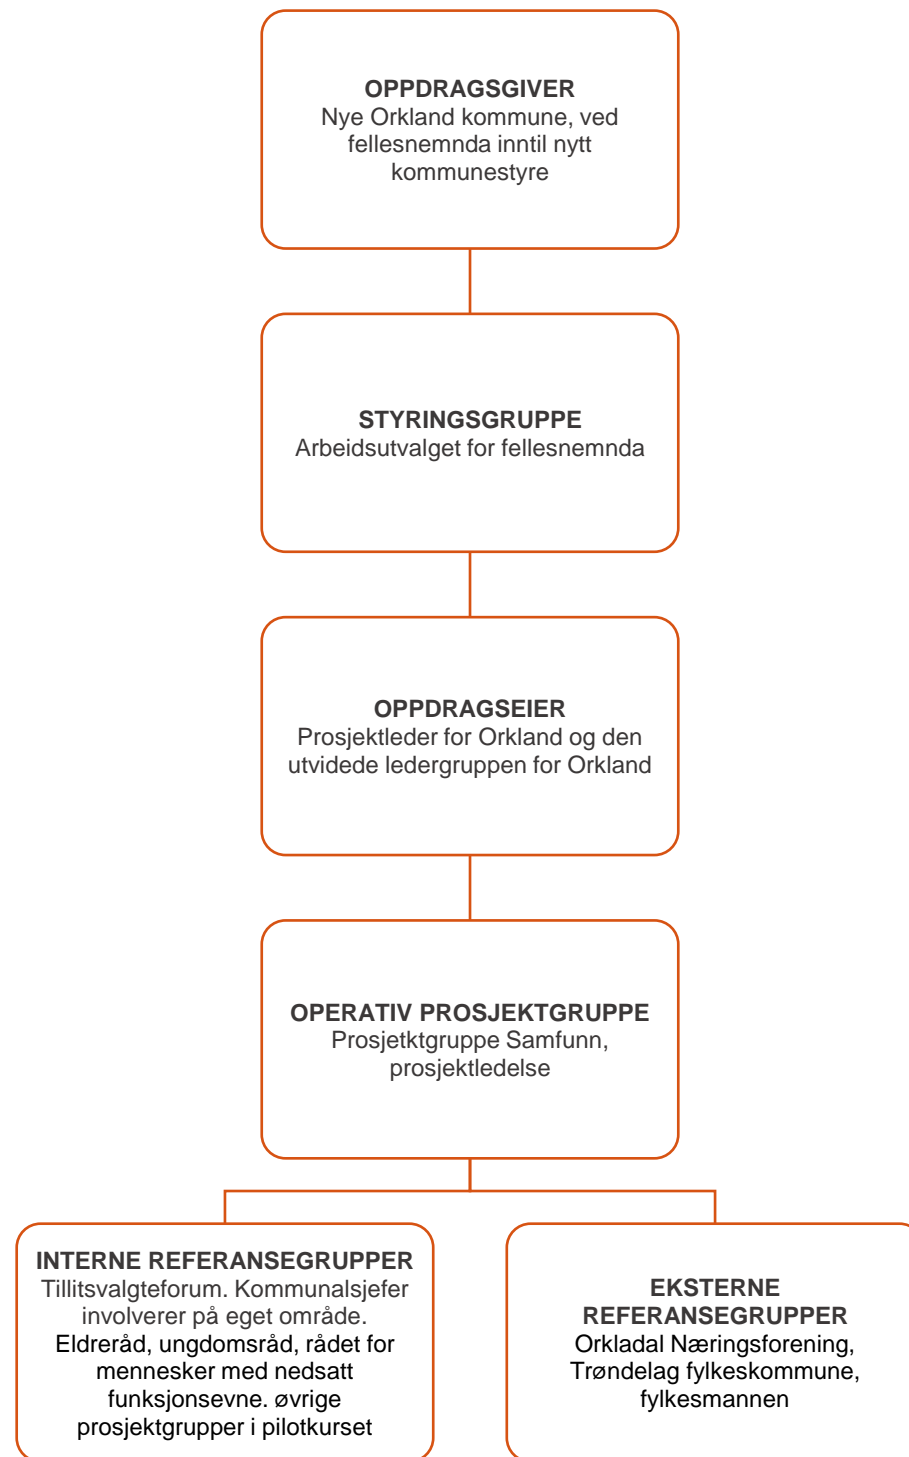 OPPDRAGSGIVER
Nye Orkland kommune, ved
fellesnemnda inntil nytt
kommunestyre
STYRINGSGRUPPE
Arbeidsutvalget for fellesnemnda
OPPDRAGSEIER
Prosjektleder for Orkland og den
utvidede ledergruppen for Orkland
OPERATIV PROSJEKTGRUPPE
Prosjetktgruppe Samfunn,
prosjektledelse
INTERNE REFERANSEGRUPPER
Tillitsvalgteforum. Kommunalsjefer
involverer på eget område.
Eldreråd, ungdomsråd, rådet for
mennesker med nedsatt
funksjonsevne. øvrige
prosjektgrupper i pilotkurset
EKSTERNE
REFERANSEGRUPPER
Orkladal Næringsforening,
Trøndelag fylkeskommune,
fylkesmannen